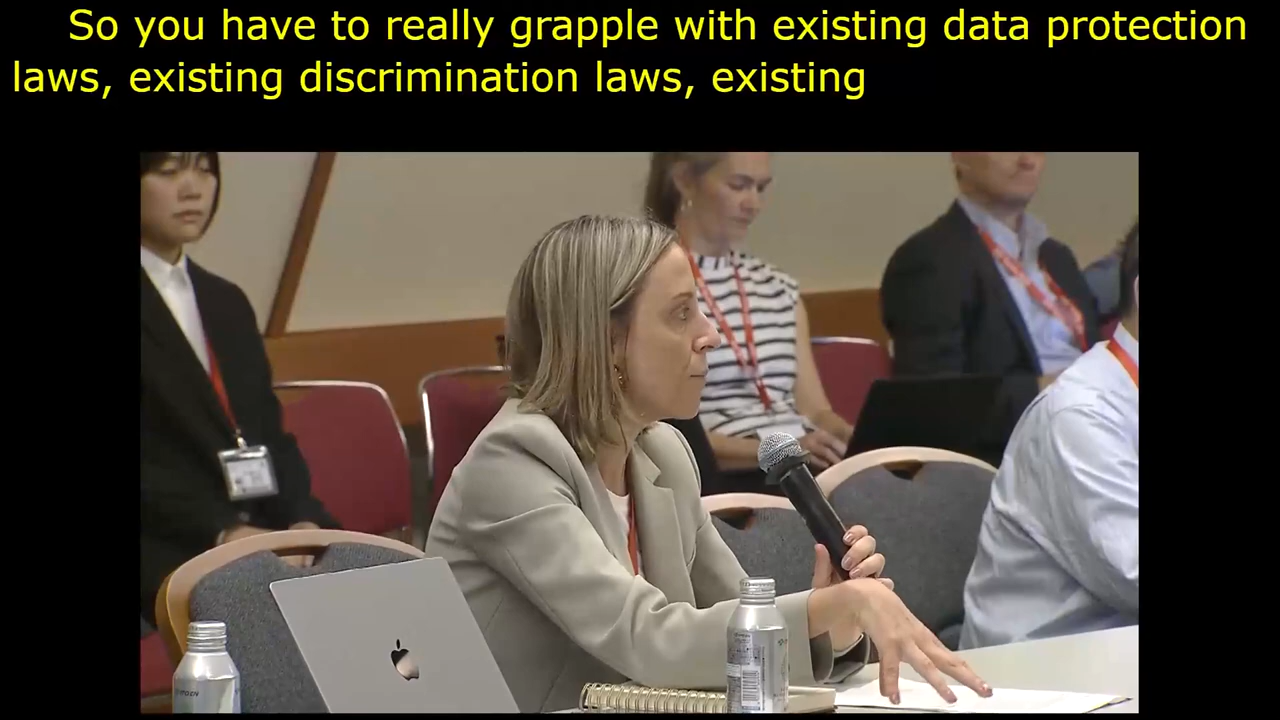 So you have to really grapple with existing data protection
laws, existing discrimination laws, existing